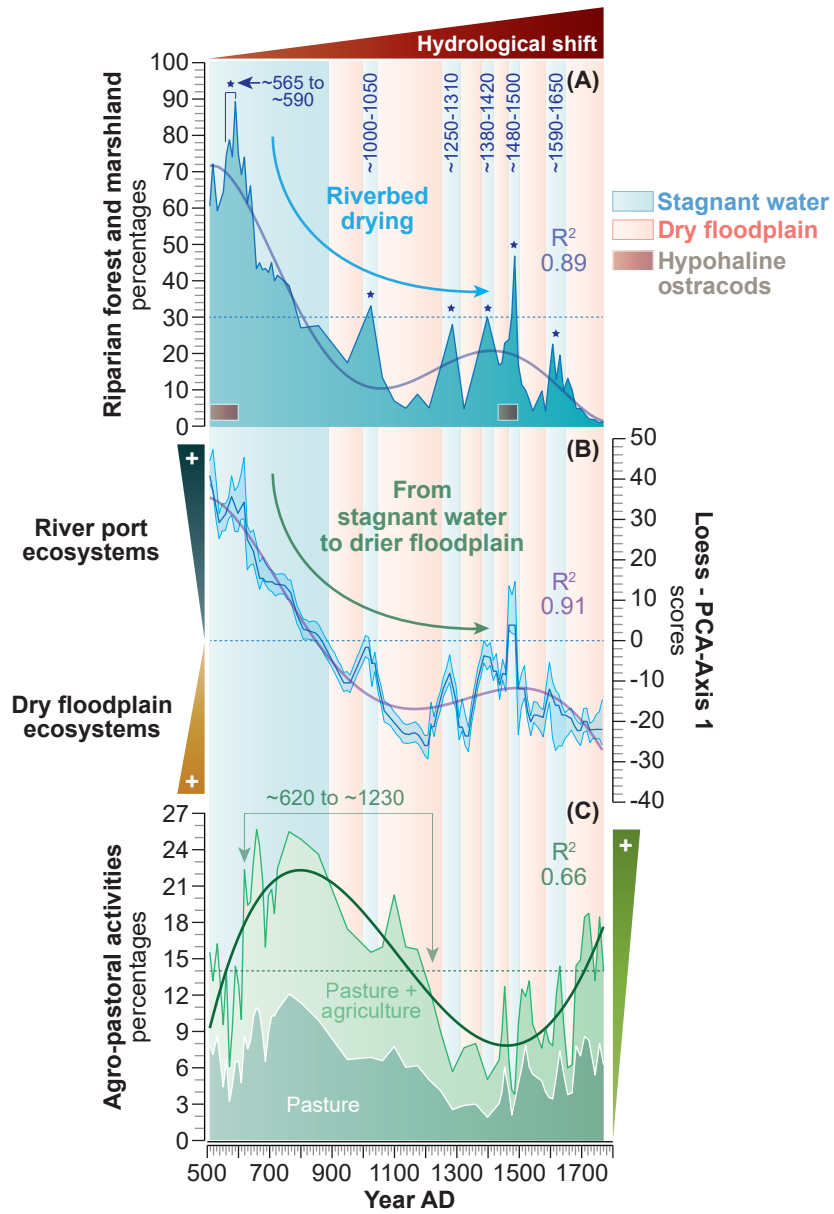 Hydrological shift
(A)
Riparian forest and marshland
percentages
100
90
80
70
60
50
40
30
20
10
0
~565 to
~590
~1000-1050
~1250-1310
~1380-1420
~1480-1500
~1590-1650
Riverbed
drying
R²
0.89
Stagnant water
Dry floodplain
Hypohaline
ostracods
(B)
+
River port
ecosystems
Dry floodplain
ecosystems
+
From
stagnant water
to drier floodplain
R²
0.91
50
40
30
20
10
0
-10
-20
-30
-40
Loess - PCA-Axis 1
scores
(C)
Agro-pastoral activities
percentages
27
24
21
18
15
12
9
6
3
0
~620 to ~1230
R²
0.66
+
Pasture +
agriculture
Pasture
500 700 900 1100 1300 1500 1700
Year AD